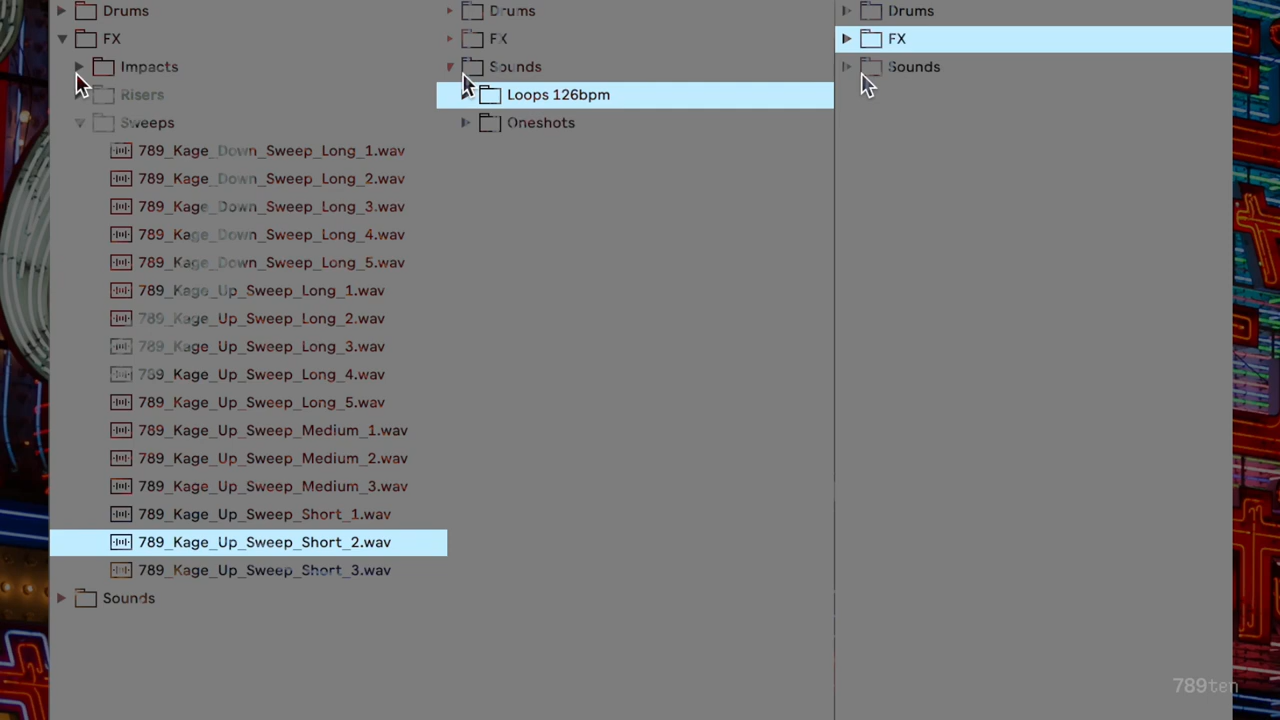 Drums
FX
Impacts
Risers
Sweeps
789_Kage_Down_Sweep_Long_1.wav
789_Kage_Down_Sweep_Long_2.wav
789_Kage_Down_Sweep_Long_3.wav
789_Kage_Down_Sweep_Long_4.wav
789_Kage_Down_Sweep_Long_5.wav
789_Kage_Up_Sweep_Long_1.wav
789_Kage_Up_Sweep_Long_2.wav
789_Kage_Up_Sweep_Long_3.wav
789_Kage_Up_Sweep_Long_4.wav
789_Kage_Up_Sweep_Long_5.wav
789_Kage_Up_Sweep_Medium_1.wav
789_Kage_Up_Sweep_Medium_2.wav
789_Kage_Up_Sweep_Medium_3.wav
789_Kage_Up_Sweep_Short_1.wav
789_Kage_Up_Sweep_Short_2.wav
789_Kage_Up_Sweep_Short_3.wav
Sounds
Drums
FX
Sounds
Loops 126bpm
Oneshots
Drums
FX
Sounds
789ten